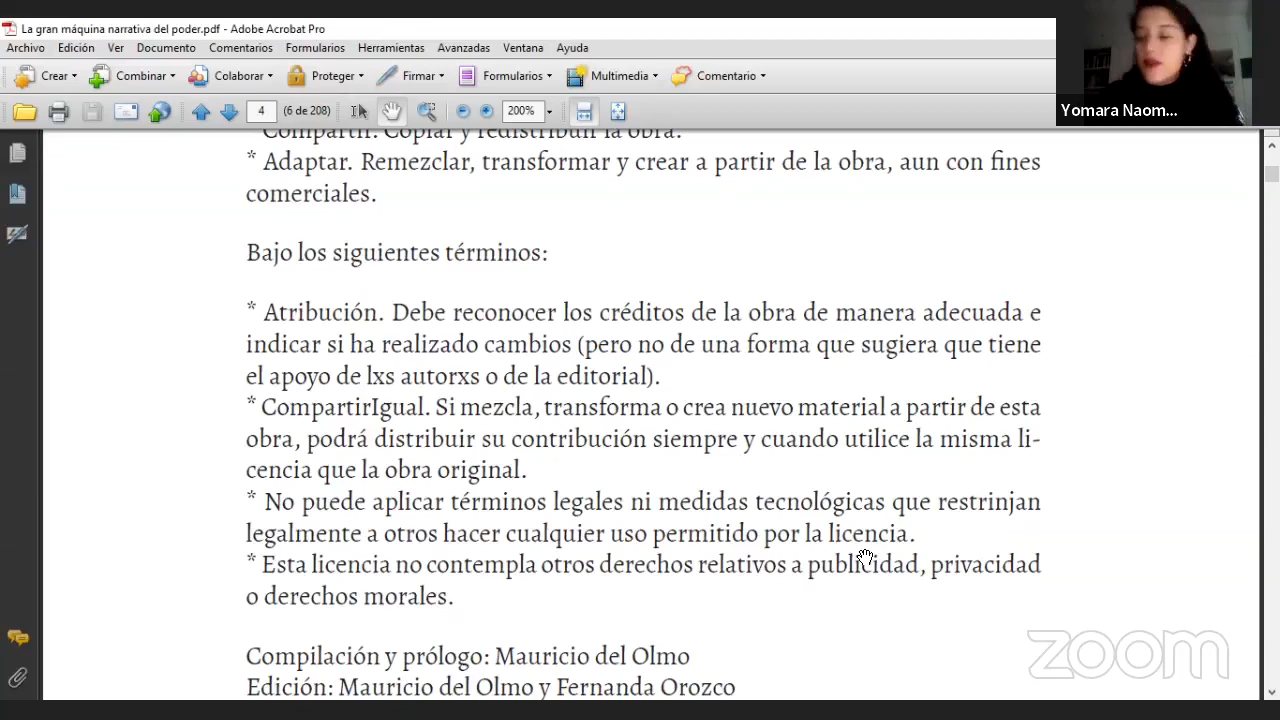 La gran máquina narrativa del poder.pdf - Adobe Acrobat Pro
Archivo Edición Ver Documento Comentarios Formularios Herramientas Avanzadas Ventana Ayuda
Crear Combinar Colaborar Proteger Firmar Formularios Multimedia Comentario
4 (6 de 208) 200%
Yomara Naom...
Compartir. Copiar y redistribuir la obra.
* Adaptar. Remezclar, transformar y crear a partir de la obra, aun con fines
comerciales.
Bajo los siguientes términos:
* Atribución. Debe reconocer los créditos de la obra de manera adecuada e
indicar si ha realizado cambios (pero no de una forma que sugiera que tiene
el apoyo de lxs autorxs o de la editorial).
* CompartirIgual. Si mezcla, transforma o crea nuevo material a partir de esta
obra, podrá distribuir su contribución siempre y cuando utilice la misma li-
cencia que la obra original.
* No puede aplicar términos legales ni medidas tecnológicas que restrinjan
legalmente a otros hacer cualquier uso permitido por la licencia.
* Esta licencia no contempla otros derechos relativos a publicidad, privacidad
o derechos morales.
Compilación y prólogo: Mauricio del Olmo
Edición: Mauricio del Olmo y Fernanda Orozco
zoom